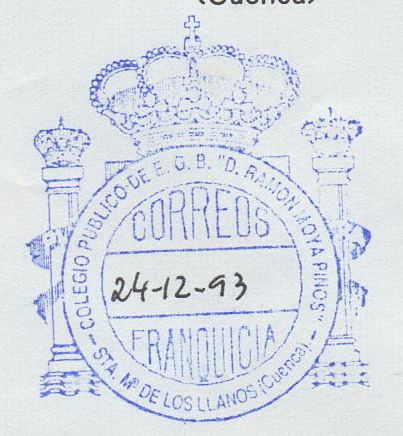 (Cuenca)
COLEGIO PUBLICO DE E. G. B. "D. RAMON MOYA PINOS"
CORREOS
24-12-93
FRANQUICIA
- STA. Mª DE LOS LLANOS (Cuenca). -